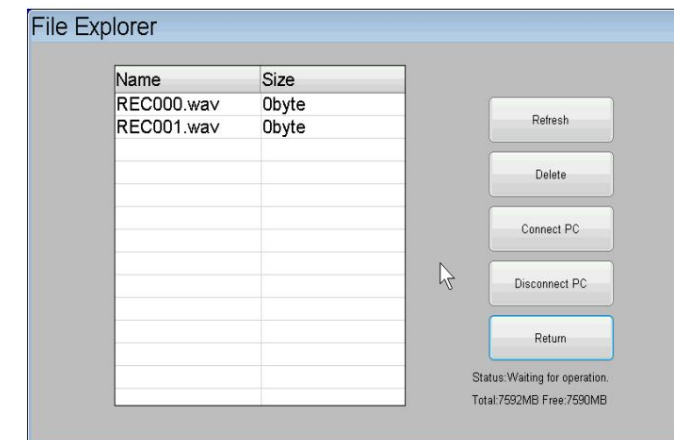 File Explorer
Name Size
REC000.wav 0byte
REC001.wav 0byte
Refresh
Delete
Connect PC
Disconnect PC
Return
Status:Waiting for operation.
Total:7592MB Free:7590MB